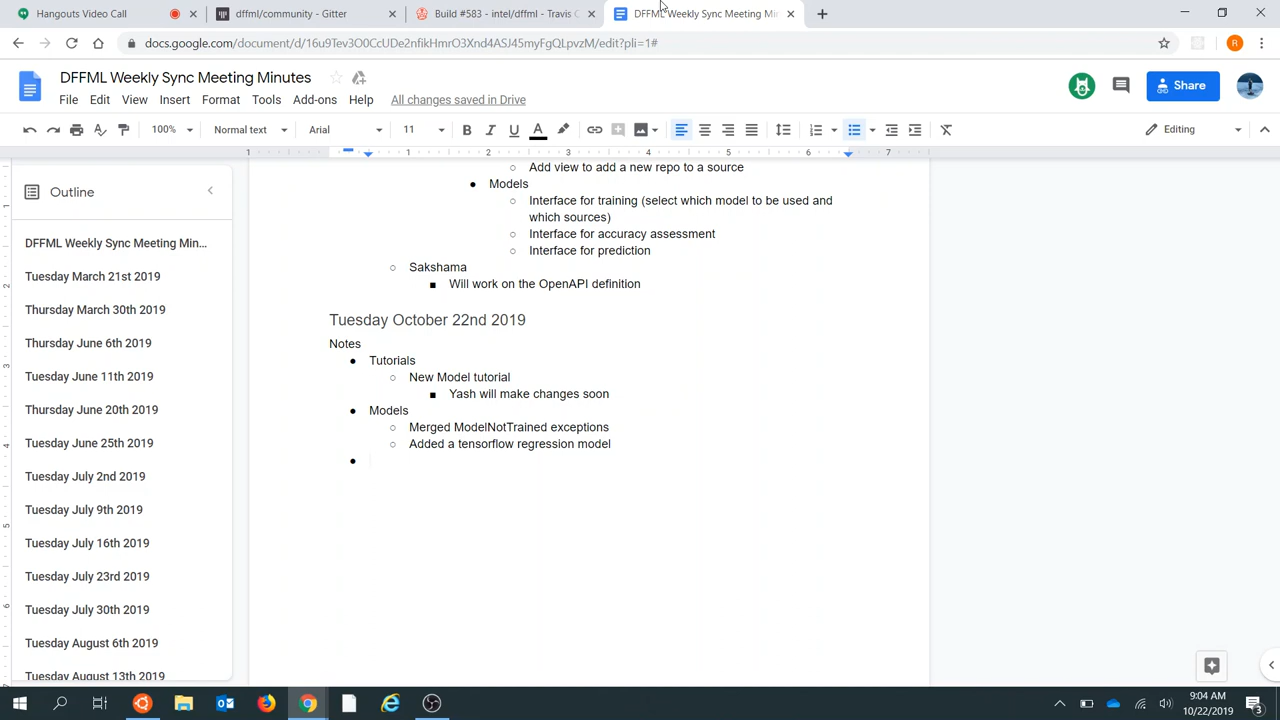 Hangouts Video Call
dffml/community - Gitter
Build #583 - intel/dffml - Travis C
DFFML Weekly Sync Meeting Mi
docs.google.com/document/d/16u9Tev3O0CcUDe2nfikHmrO3Xnd4ASJ45myFgQLpvzM/edit?pli=1#
R
DFFML Weekly Sync Meeting Minutes
File Edit View Insert Format Tools Add-ons Help All changes saved in Drive
Share
100% Normal text Arial 11 B I U A Editing
1 1 2 3 4 5 6 7
Outline
DFFML Weekly Sync Meeting Min...
Tuesday March 21st 2019
Thursday March 30th 2019
Thursday June 6th 2019
Tuesday June 11th 2019
Thursday June 20th 2019
Tuesday June 25th 2019
Tuesday July 2nd 2019
Tuesday July 9th 2019
Tuesday July 16th 2019
Tuesday July 23rd 2019
Tuesday July 30th 2019
Tuesday August 6th 2019
Tuesday August 13th 2019
Add view to add a new repo to a source
Models
Interface for training (select which model to be used and
which sources)
Interface for accuracy assessment
Interface for prediction
Sakshama
Will work on the OpenAPI definition
Tuesday October 22nd 2019
Notes
Tutorials
New Model tutorial
Yash will make changes soon
Models
Merged ModelNotTrained exceptions
Added a tensorflow regression model
9:04 AM
10/22/2019
3